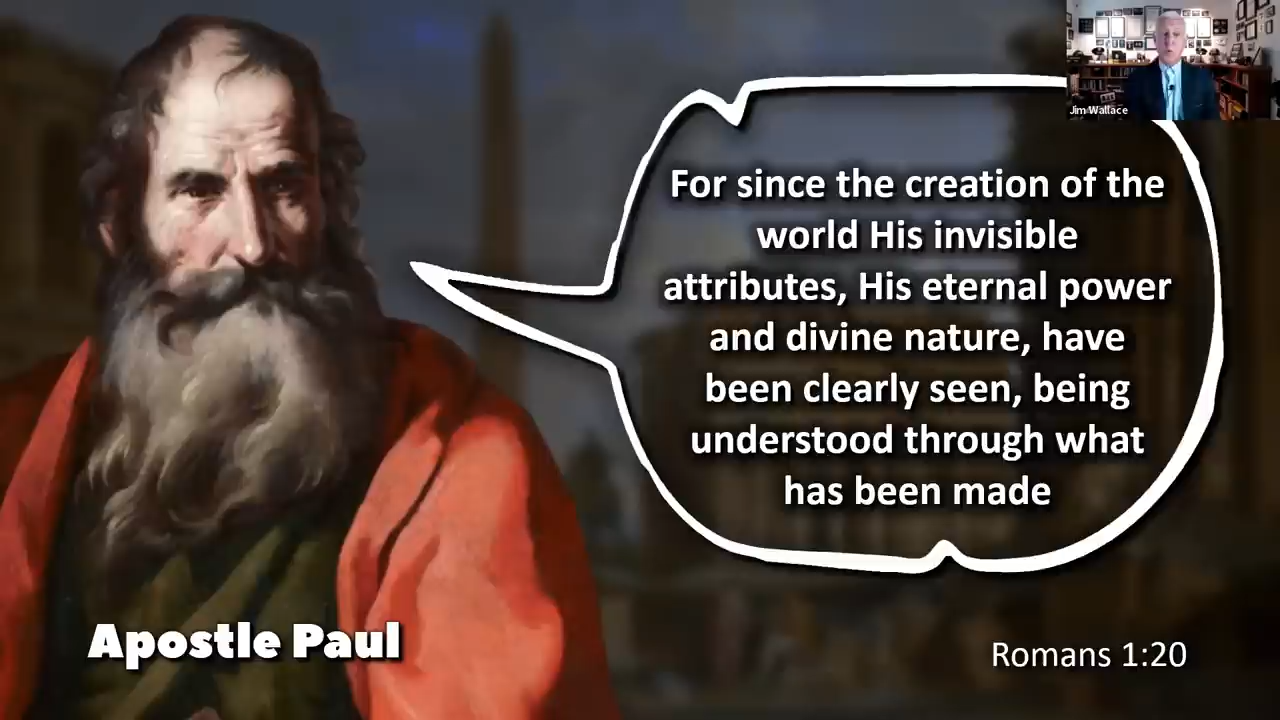 Jim Wallace
For since the creation of the
world His invisible
attributes, His eternal power
and divine nature, have
been clearly seen, being
understood through what
has been made
Apostle Paul
Romans 1:20